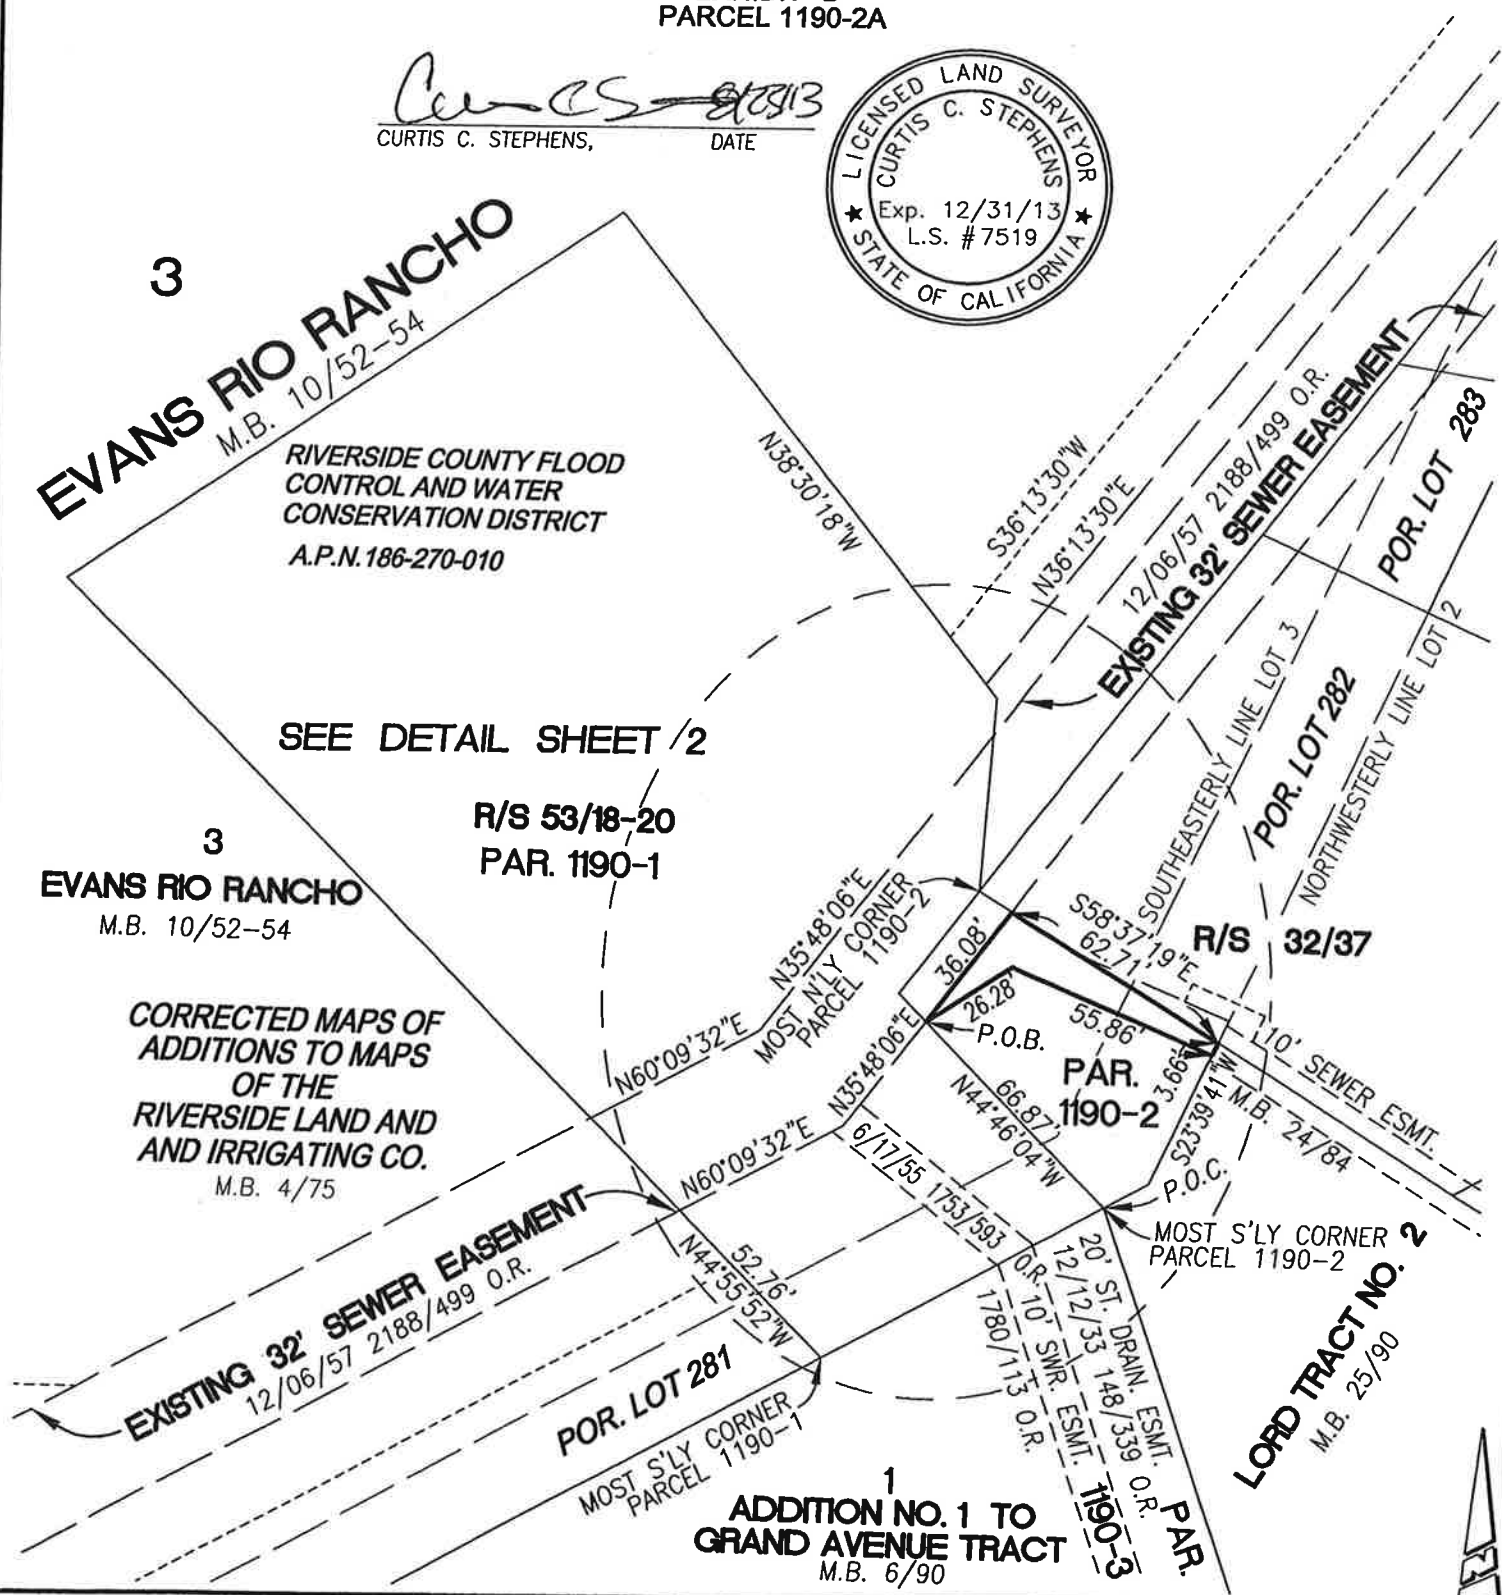 PARCEL 1190-2A
8/23/13
CURTIS C. STEPHENS,
DATE
LICENSED LAND SURVEYOR
CURTIS C. STEPHENS
Exp. 12/31/13
L.S. #7519
★ STATE OF CALIFORNIA ★
3
EVANS RIO RANCHO
M.B. 10/52-54
RIVERSIDE COUNTY FLOOD
CONTROL AND WATER
CONSERVATION DISTRICT
A.P.N.186-270-010
N38°30'18"W
S36°13'30"W
N36°13'30"E
12/06/57 2188/499 O.R.
EXISTING 32' SEWER EASEMENT
POR. LOT 283
SOUTHEASTERLY LINE LOT 3
POR. LOT 282
NORTHWESTERLY LINE LOT 2
SEE DETAIL SHEET 2
R/S 53/18-20
PAR. 1190-1
3
EVANS RIO RANCHO
M.B. 10/52-54
N35°48'06"E
MOST N'LY CORNER
PARCEL 1190-2
S58°37'19"E
62.71'
R/S 32/37
36.08'
26.28'
55.86'
P.O.B.
PAR.
1190-2
3.66'
S23°39'41"W
10' SEWER ESMT.
M.B. 24/84
CORRECTED MAPS OF
ADDITIONS TO MAPS
OF THE
RIVERSIDE LAND AND
AND IRRIGATING CO.
M.B. 4/75
N60°09'32"E
N35°48'06"E
66.87'
N44°46'04"W
N60°09'32"E
6/17/55 1753/593 O.R. 10' SWR. ESMT.
1780/113 O.R.
P.O.C.
MOST S'LY CORNER
PARCEL 1190-2
20' ST. DRAIN. ESMT.
12/12/33 148/339 O.R.
LORD TRACT NO. 2
M.B. 25/90
EXISTING 32' SEWER EASEMENT
12/06/57 2188/499 O.R.
52.76'
N44°55'52"W
POR. LOT 281
MOST S'LY CORNER
PARCEL 1190-1
1
ADDITION NO. 1 TO
GRAND AVENUE TRACT
M.B. 6/90
PAR.
1190-3
N